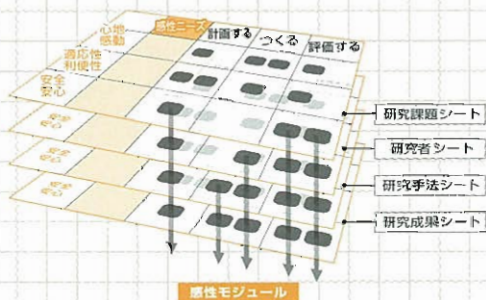 感性ニーズ
計画する
つくる
評価する
心地
感動
適応性
利便性
安全
安心
研究課題シート
研究者シート
研究手法シート
研究成果シート
感性モジュール